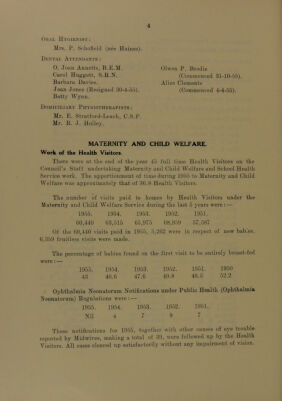 4
ORAL HYGIENIST:
Mrs. P. Schofield (née Haines).
DENTAL ATTENDANTS:
O. Joan Annetts, B.E.M.
Carol Huggett, S.R.N.
Barbara Davies.
Joan Jones (Resigned 30-4-55).
Betty Wynn.
Olwen P. Brodie
(Commenced 31-10-55).
Alice Clements
(Commenced 4-4-55).
DOMICILIARY PHYSIOTHERAPISTS:
Mr. E. Stratford-Leach, C.S.P.
Mr. R. J. Holley.
MATERNITY AND CHILD WELFARE.
Work of the Health Visitors.
There were at the end of the year 45 full time Health Visitors on the
Council's Staff undertaking Maternity and Child Welfare and School Health
Service work. The apportionment of time during 1955 to Maternity and Child
Welfare was approximately that of 30.8 Health Visitors.
The number of visits paid to homes by Health Visitors under the
Maternity and Child Welfare Service during the last 5 years were:—
1955. 1954. 1953. 1952. 1951.
60,440 63,515 65,975 68,859 57,587
Of the 60,440 visits paid in 1955, 5,262 were in respect of new babies.
6,359 fruitless visits were made.
The percentage of babies found on the first visit to be entirely breast-fed
were:—
1955. 1954. 1953. 1952. 1951. 1950
43 46.5 47.6 48.8 48.5 52.2
Ophthalmia Neonatorum Notifications under Public Health (Ophthalmia
Neonatorum) Regulations were:—
1955. 1954. 1953. 1952. 1951.
Nil 4 7 8 7
These notifications for 1955, together with other causes of eye trouble
reported by Midwives, making a total of 39, were followed up by the Health
Visitors. All cases cleared up satisfactorily without any impairment of vision.